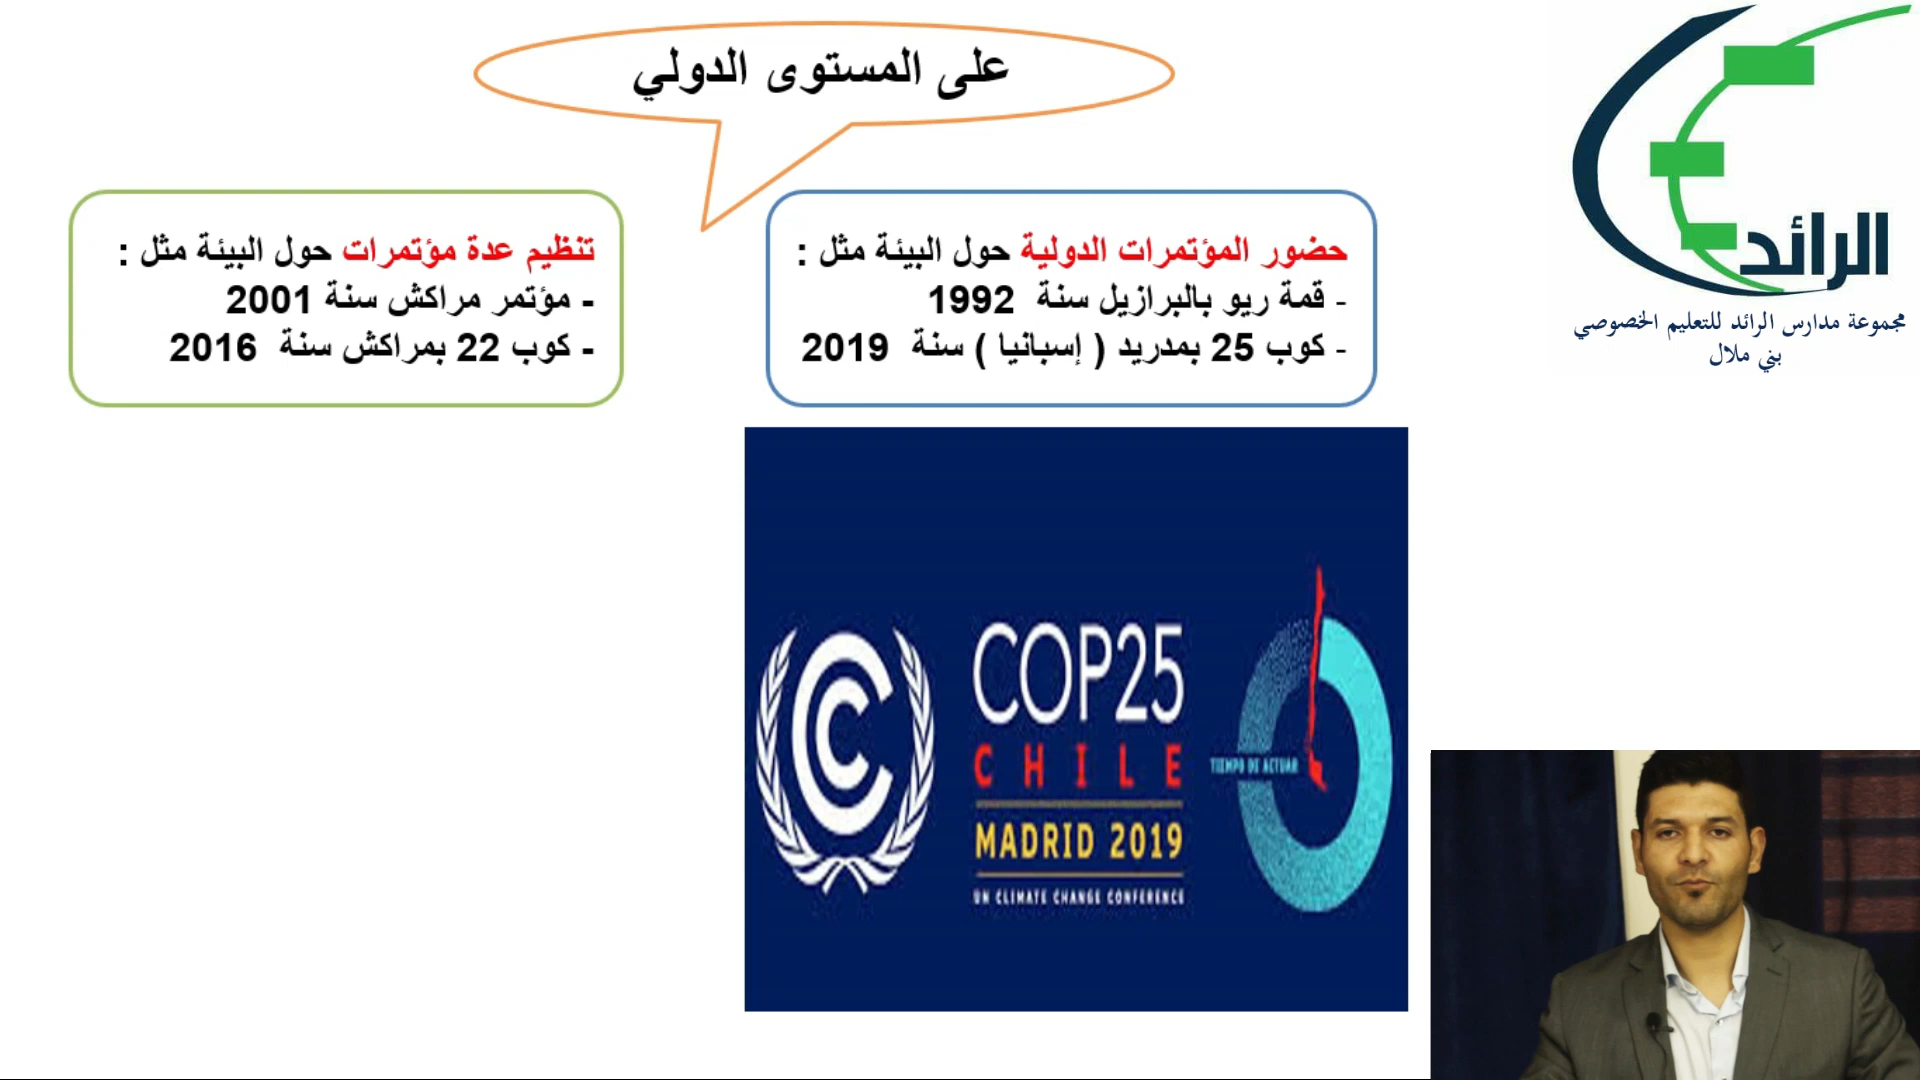 على المستوى الدولي
حضور المؤتمرات الدولية حول البيئة مثل :
- قمة ريو بالبرازيل سنة 1992
- كوب 25 بمدريد ( إسبانيا ) سنة 2019
تنظيم عدة مؤتمرات حول البيئة مثل :
- مؤتمر مراكش سنة 2001
- كوب 22 بمراكش سنة 2016
الرائد
مجموعة مدارس الرائد للتعليم الخصوصي
بني ملال
COP25
CHILE
MADRID 2019
UN CLIMATE CHANGE CONFERENCE
TIEMPO DE ACTUAR